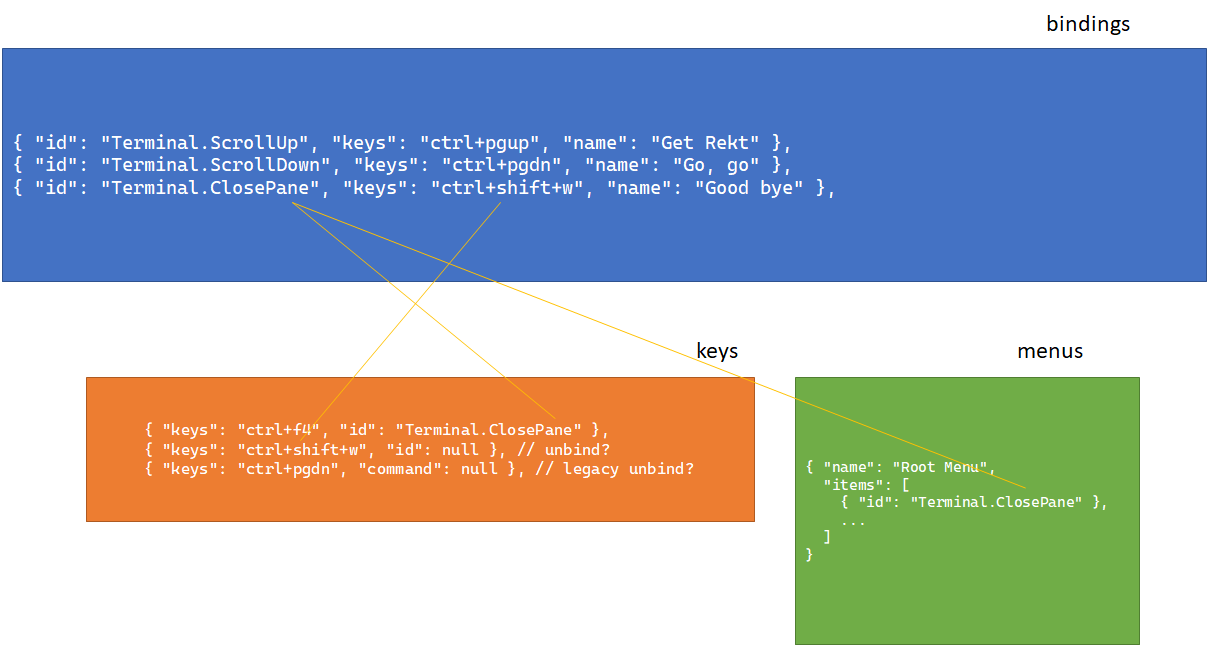 bindings
{ "id": "Terminal.ScrollUp", "keys": "ctrl+pgup", "name": "Get Rekt" },
{ "id": "Terminal.ScrollDown", "keys": "ctrl+pgdn", "name": "Go, go" },
{ "id": "Terminal.ClosePane", "keys": "ctrl+shift+w", "name": "Good bye" },
keys
{ "keys": "ctrl+f4", "id": "Terminal.ClosePane" },
{ "keys": "ctrl+shift+w", "id": null }, // unbind?
{ "keys": "ctrl+pgdn", "command": null }, // legacy unbind?
menus
{ "name": "Root Menu",
"items": [
{ "id": "Terminal.ClosePane" },
...
]
}